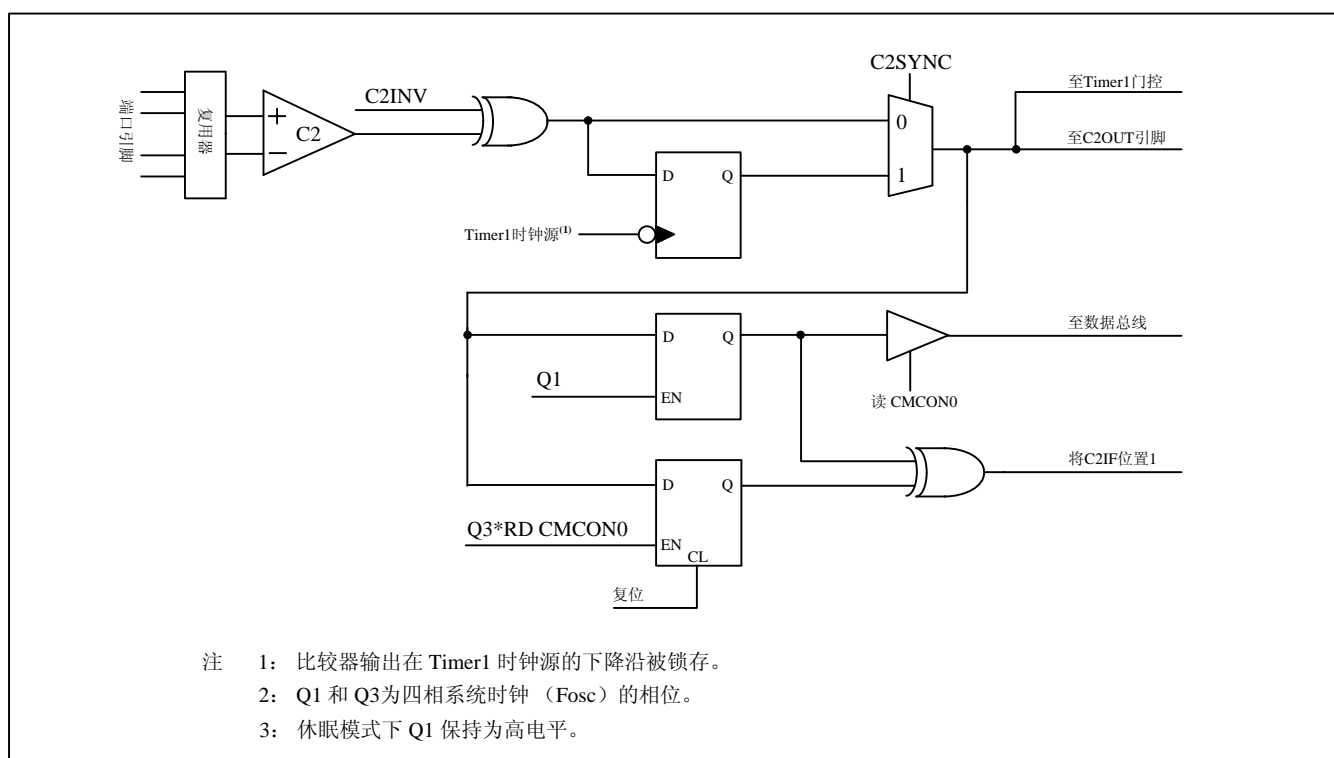 C2SYNC
至Timer1门控
端口引脚
复用器
+
C2
−
C2INV
0
至C2OUT引脚
D
Q
1
Timer1时钟源(1)
D
Q
至数据总线
Q1
EN
读 CMCON0
将C2IF位置1
D
Q
Q3*RD CMCON0
EN
CL
复位
注 1： 比较器输出在 Timer1 时钟源的下降沿被锁存。
2： Q1 和 Q3为四相系统时钟 （Fosc）的相位。
3： 休眠模式下 Q1 保持为高电平。